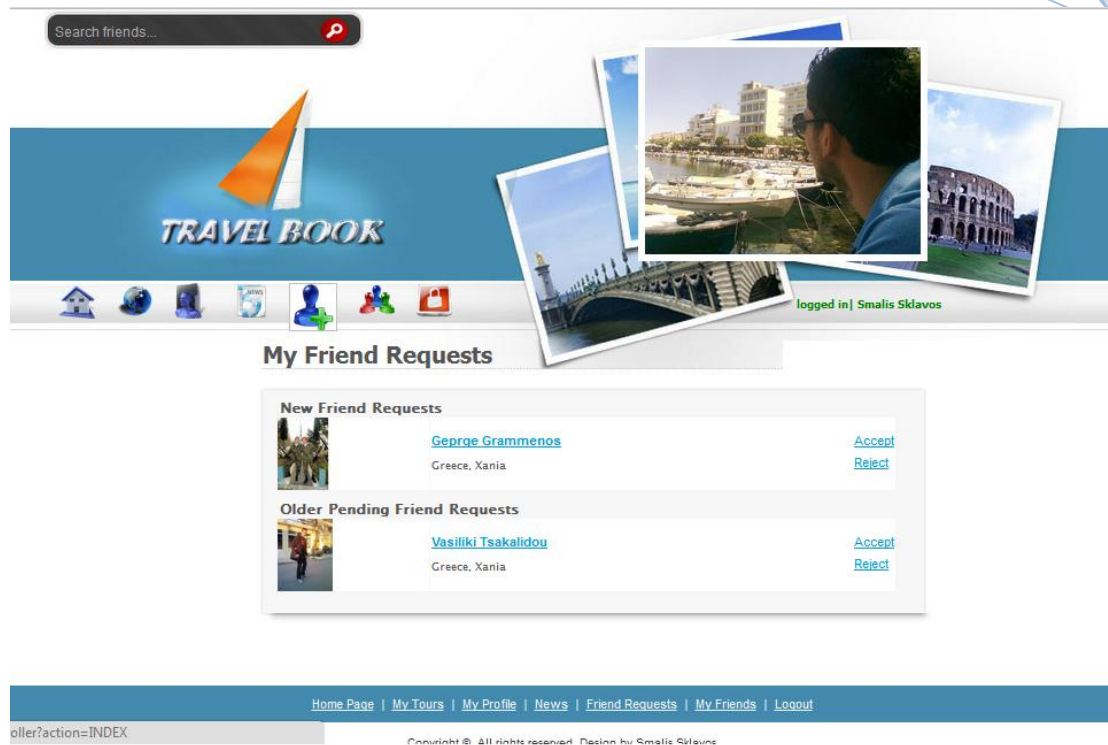 Search friends...
TRAVEL BOOK
NEWS
logged in| Smalis Sklavos
My Friend Requests
New Friend Requests
Geprqe Grammenos
Accept
Greece, Xania
Reject
Older Pending Friend Requests
Vasiliki Tsakalidou
Accept
Greece, Xania
Reject
Home Page | My Tours | My Profile | News | Friend Requests | My Friends | Logout
oller?action=INDEX
Copyright ©. All rights reserved. Design by Smalis Sklavos